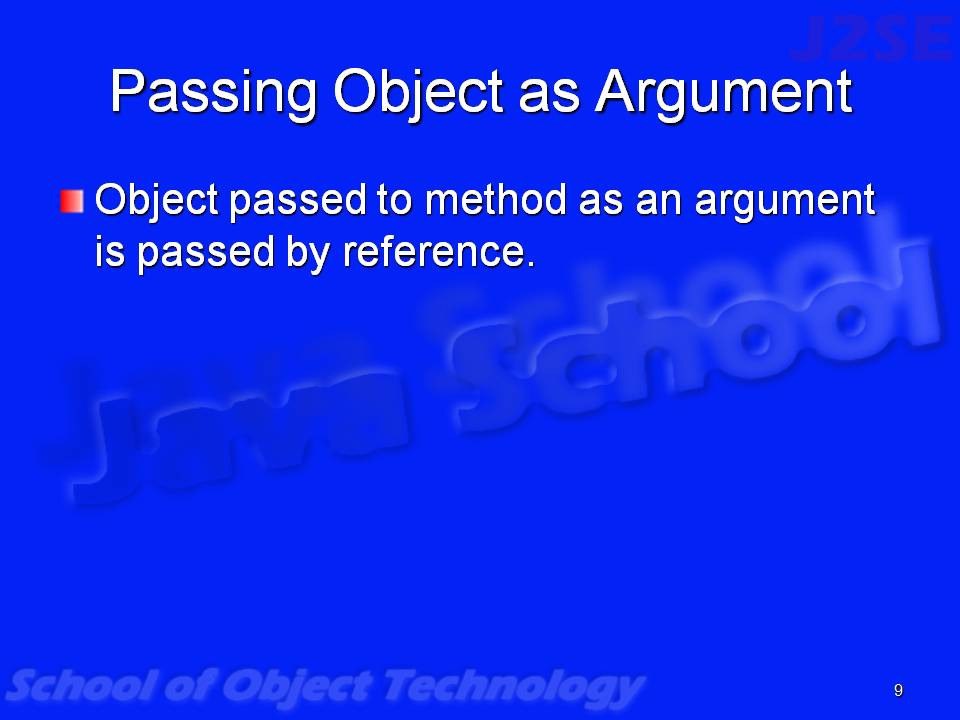 J2SE
Passing Object as Argument
Object passed to method as an argument
is passed by reference.
Java School
School of Object Technology
9